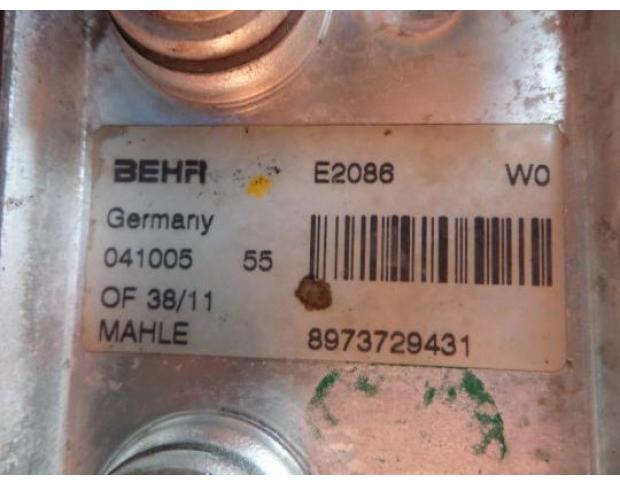 BEHR E2086 W0
Germany
041005 55
OF 38/11
MAHLE 8973729431